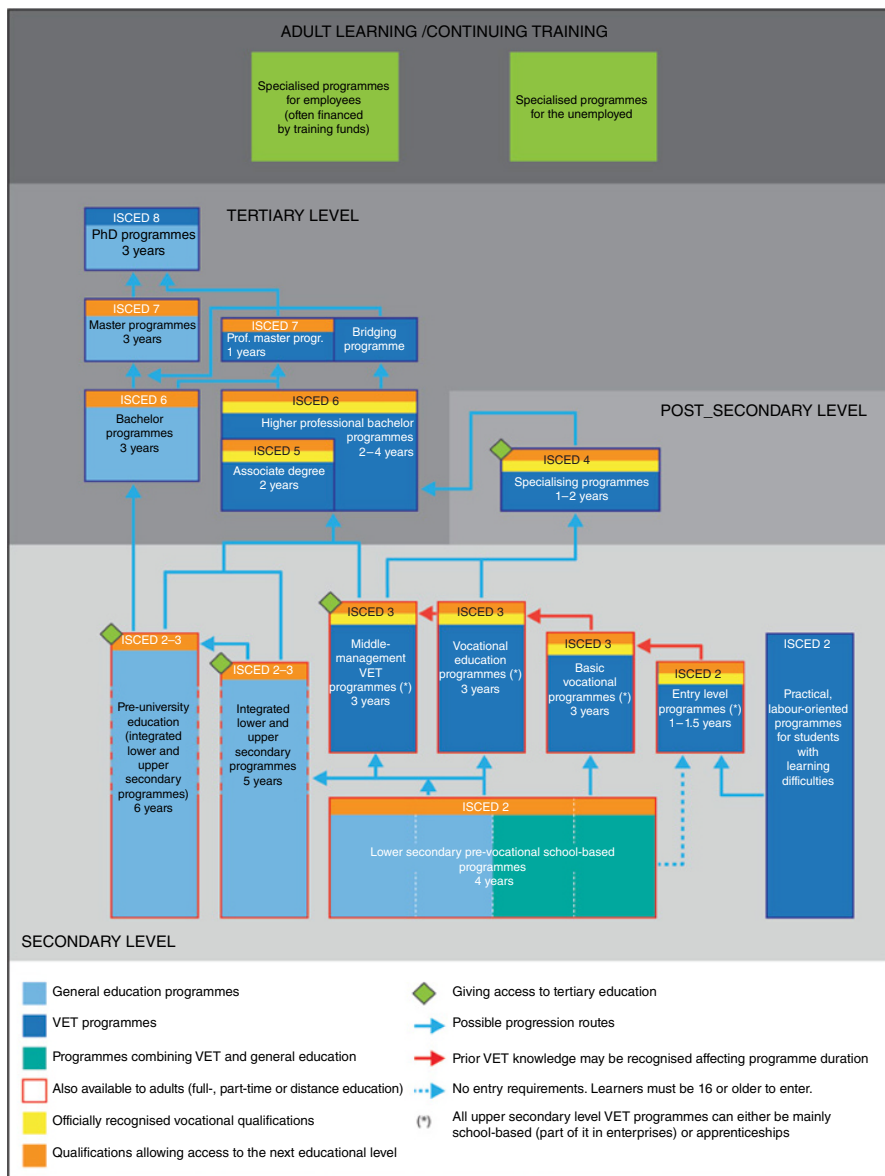 ADULT LEARNING /CONTINUING TRAINING
Specialised programmes
for employees
(often financed
by training funds)
Specialised programmes
for the unemployed
TERTIARY LEVEL
ISCED 8
PhD programmes
3 years
ISCED 7
Master programmes
3 years
ISCED 7
Prof. master progr.
1 years
Bridging
programme
ISCED 6
Bachelor
programmes
3 years
ISCED 6
Higher professional bachelor
programmes
2–4 years
ISCED 5
Associate degree
2 years
POST_SECONDARY LEVEL
ISCED 4
Specialising programmes
1–2 years
ISCED 2–3
Pre-university
education
(integrated
lower and
upper
secondary
programmes)
6 years
ISCED 2–3
Integrated
lower and
upper
secondary
programmes
5 years
ISCED 3
Middle-
management
VET
programmes (*)
3 years
ISCED 3
Vocational
education
programmes (*)
3 years
ISCED 3
Basic
vocational
programmes (*)
3 years
ISCED 2
Entry level
programmes (*)
1–1.5 years
ISCED 2
Practical,
labour-oriented
programmes
for students
with
learning
difficulties
ISCED 2
Lower secondary pre-vocational school-based
programmes
4 years
SECONDARY LEVEL
General education programmes
VET programmes
Programmes combining VET and general education
Also available to adults (full-, part-time or distance education)
Officially recognised vocational qualifications
Qualifications allowing access to the next educational level
Giving access to tertiary education
Possible progression routes
Prior VET knowledge may be recognised affecting programme duration
No entry requirements. Learners must be 16 or older to enter.
(*) All upper secondary level VET programmes can either be mainly
school-based (part of it in enterprises) or apprenticeships